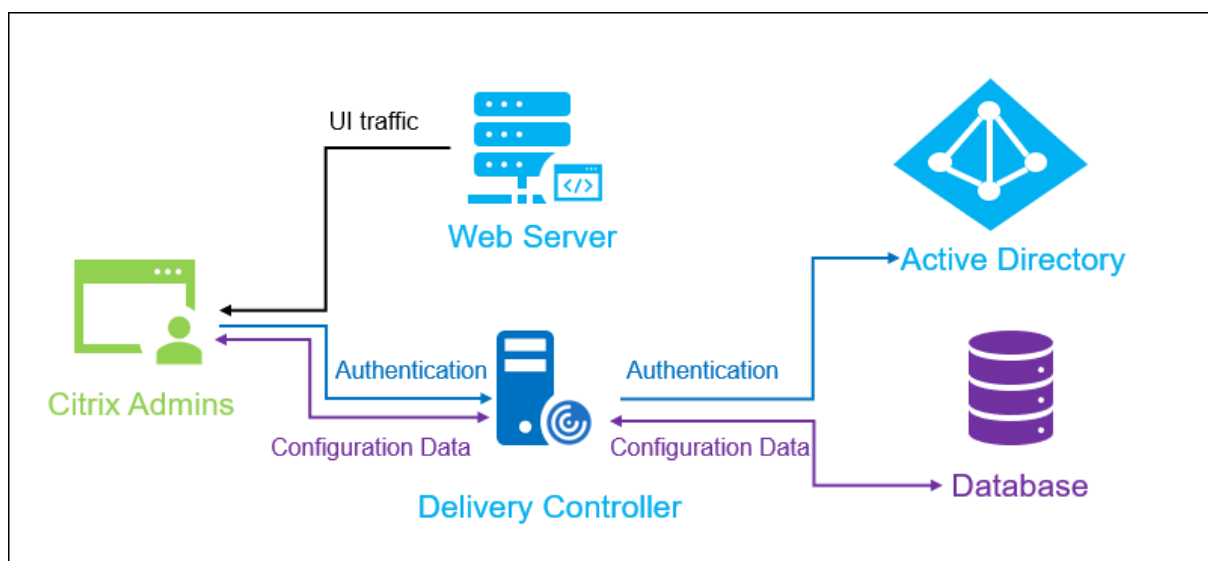 UI traffic
Web Server
Active Directory
Authentication
Authentication
Citrix Admins
Configuration Data
Configuration Data
Database
Delivery Controller